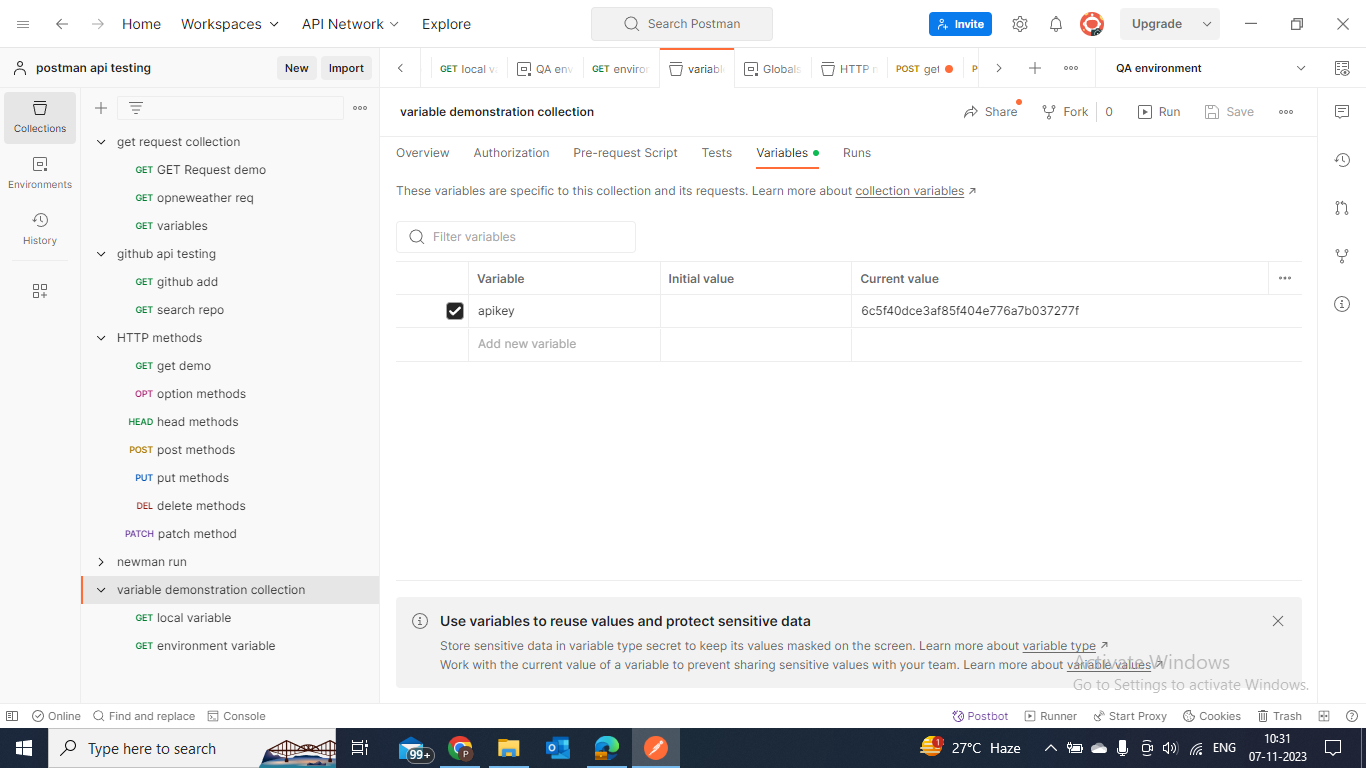 Home Workspaces API Network Explore Search Postman Invite Upgrade
postman api testing New Import GET local v QA env GET enviror variabl Globals HTTP m POST get P QA environment
Collections
Environments
History
get request collection
GET GET Request demo
GET opneweather req
GET variables
github api testing
GET github add
GET search repo
HTTP methods
GET get demo
OPT option methods
HEAD head methods
POST post methods
PUT put methods
DEL delete methods
PATCH patch method
newman run
variable demonstration collection
GET local variable
GET environment variable
variable demonstration collection Share Fork 0 Run Save
Overview Authorization Pre-request Script Tests Variables Runs
These variables are specific to this collection and its requests. Learn more about collection variables ↗
Filter variables
Variable Initial value Current value
apikey 6c5f40dce3af85f404e776a7b037277f
Add new variable
Use variables to reuse values and protect sensitive data
Store sensitive data in variable type secret to keep its values masked on the screen. Learn more about variable type ↗
Work with the current value of a variable to prevent sharing sensitive values with your team. Learn more about variable values ↗
Activate Windows
Go to Settings to activate Windows.
Online Find and replace Console Postbot Runner Start Proxy Cookies Trash
Type here to search 99+ 1 27°C Haze ENG 10:31
07-11-2023